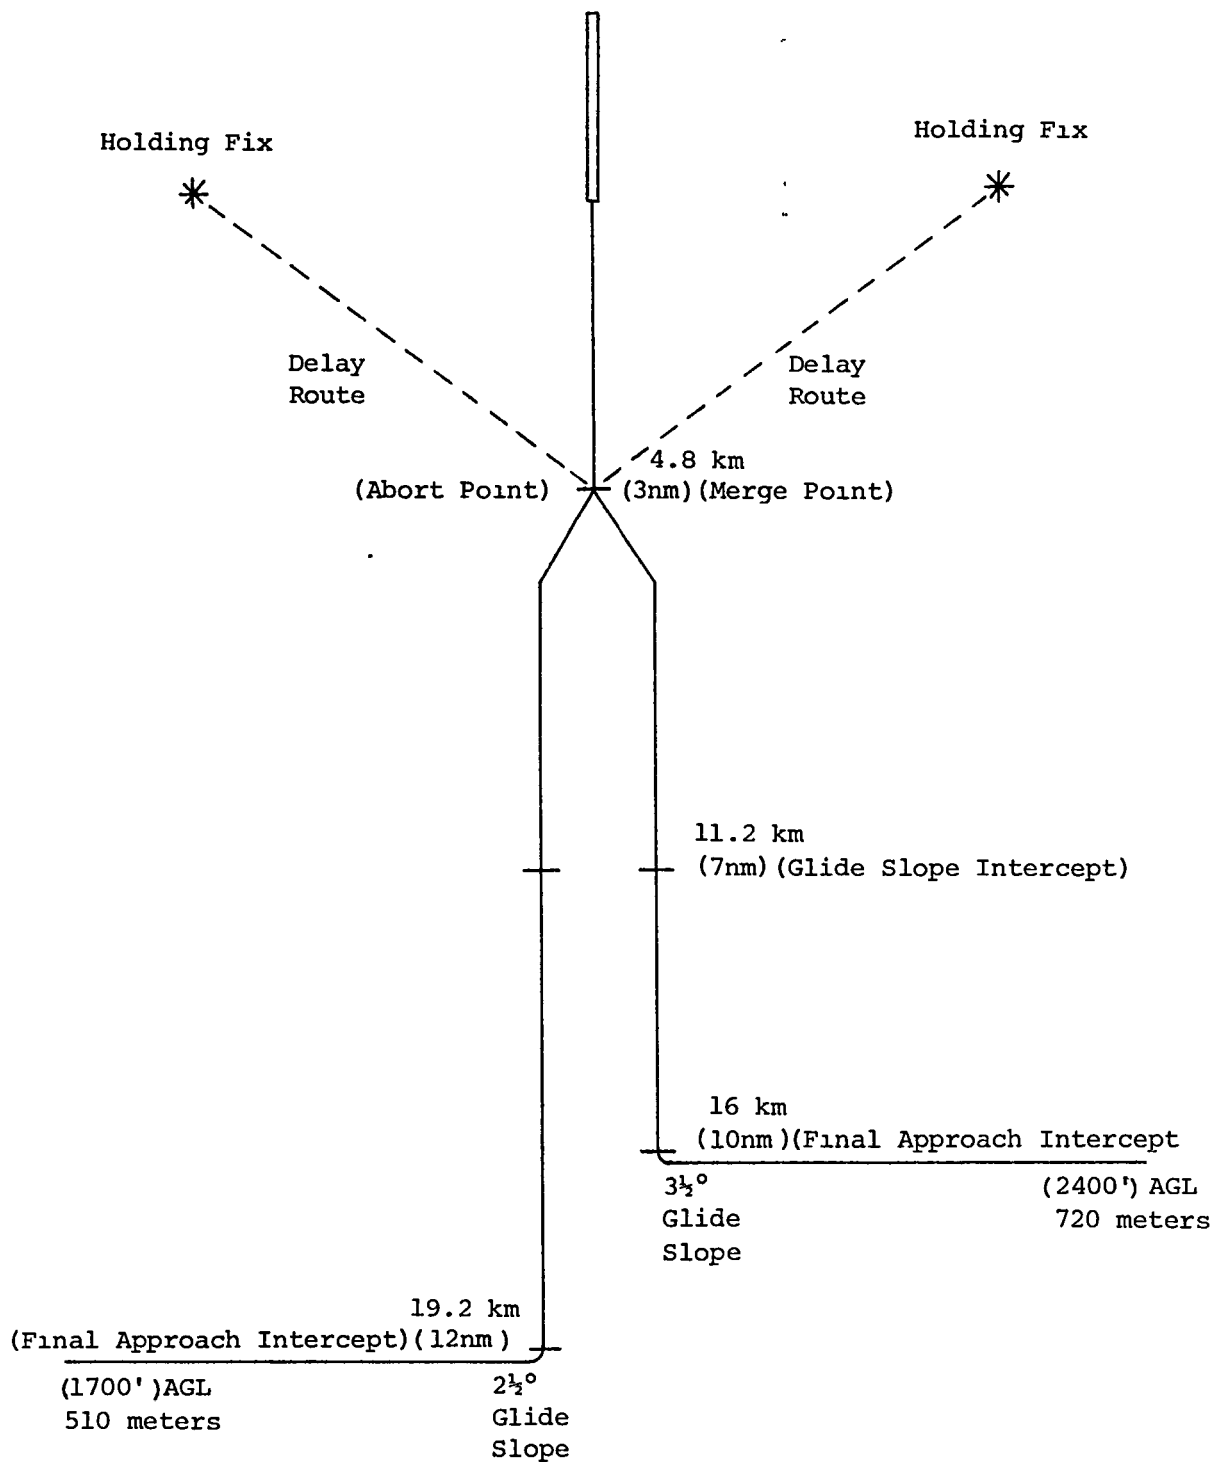 Holding Fix
Holding Fix
Delay
Route
Delay
Route
4.8 km
(Abort Point)
(3nm)(Merge Point)
11.2 km
(7nm)(Glide Slope Intercept)
16 km
(10nm)(Final Approach Intercept
3½°
Glide
Slope
(2400')AGL
720 meters
19.2 km
(Final Approach Intercept)(12nm)
(1700')AGL
510 meters
2½°
Glide
Slope